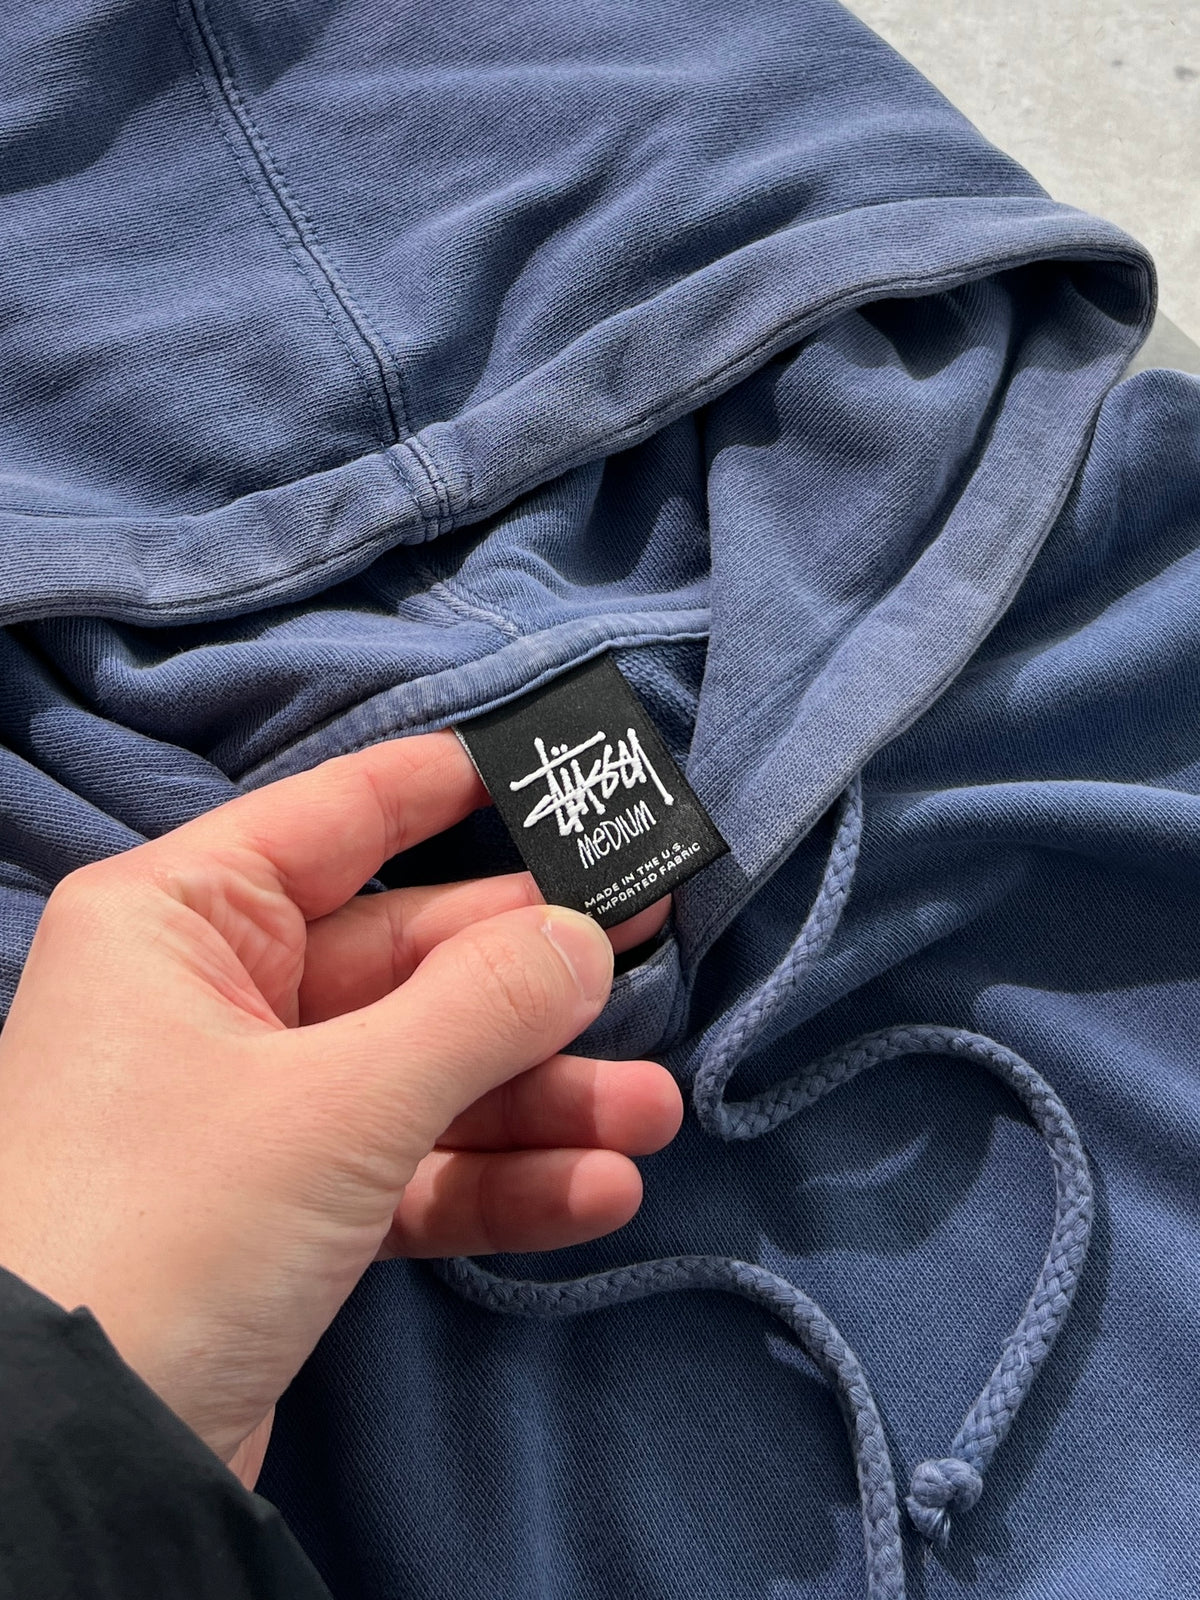 Stüssy
MEDIUM
MADE IN THE U.S.
IMPORTED FABRIC